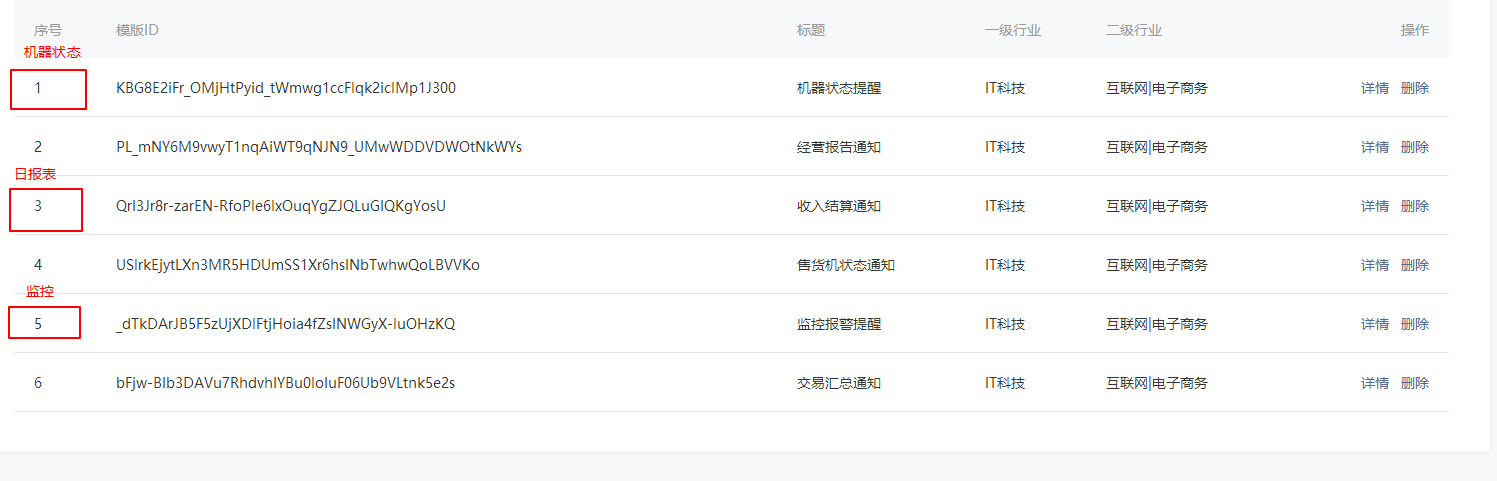 序号 模版ID 标题 一级行业 二级行业 操作
机器状态
1 KBG8E2iFr_OMjHtPyid_tWmwg1ccFlqk2icIMp1J300 机器状态提醒 IT科技 互联网|电子商务 详情 删除
2 PL_mNY6M9vwyT1nqAiWT9qNJN9_UMwWDDVDWOtNkWYs 经营报告通知 IT科技 互联网|电子商务 详情 删除
日报表
3 QrI3Jr8r-zarEN-RfoPIe6lxOuqYgZJQLuGlQKgYosU 收入结算通知 IT科技 互联网|电子商务 详情 删除
4 USlrkEjytLXn3MR5HDUmSS1Xr6hsINbTwhwQoLBVVKo 售货机状态通知 IT科技 互联网|电子商务 详情 删除
监控
5 _dTkDArJB5F5zUjXDlFtjHoia4fZsINWGyX-IuOHzKQ 监控报警提醒 IT科技 互联网|电子商务 详情 删除
6 bFjw-BIb3DAVu7RhdvhIYBu0IoIuF06Ub9VLtnk5e2s 交易汇总通知 IT科技 互联网|电子商务 详情 删除